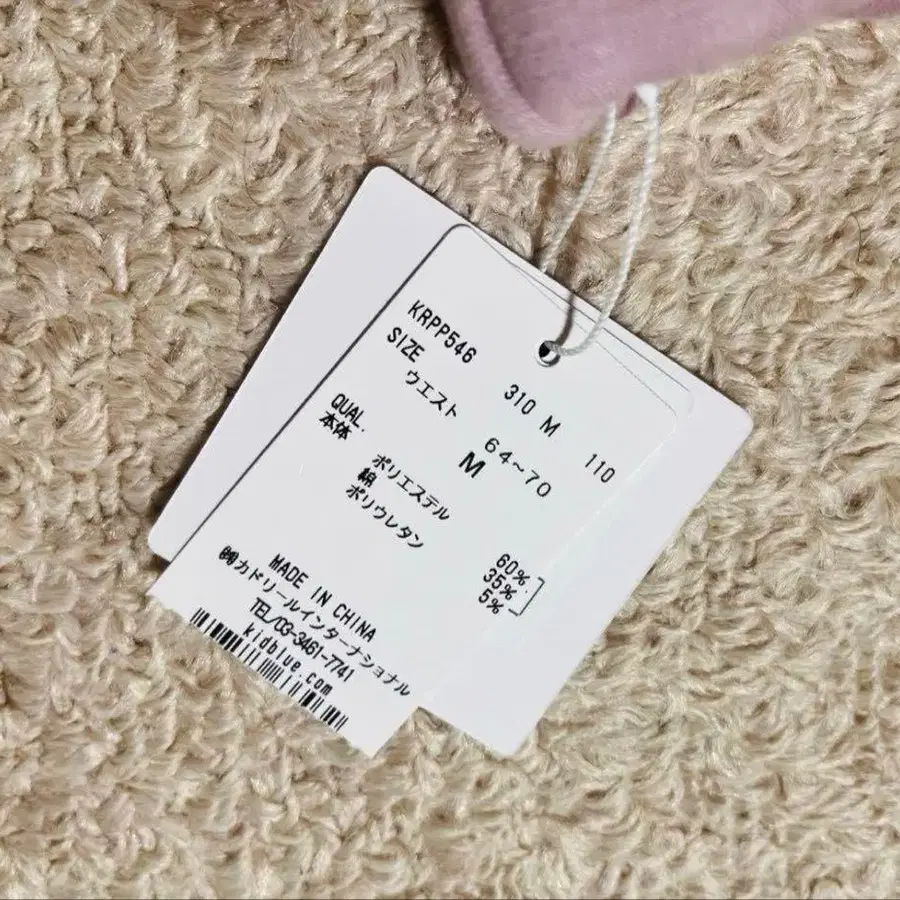 KRPP546 310 M 110
SIZE M
ウエスト 64~70
QUAL.
本体
ポリエステル 60%
綿 35%
ポリウレタン 5%
MADE IN CHINA
㈱カドリールインターナショナル
TEL/03-3461-7741
kidblue.com